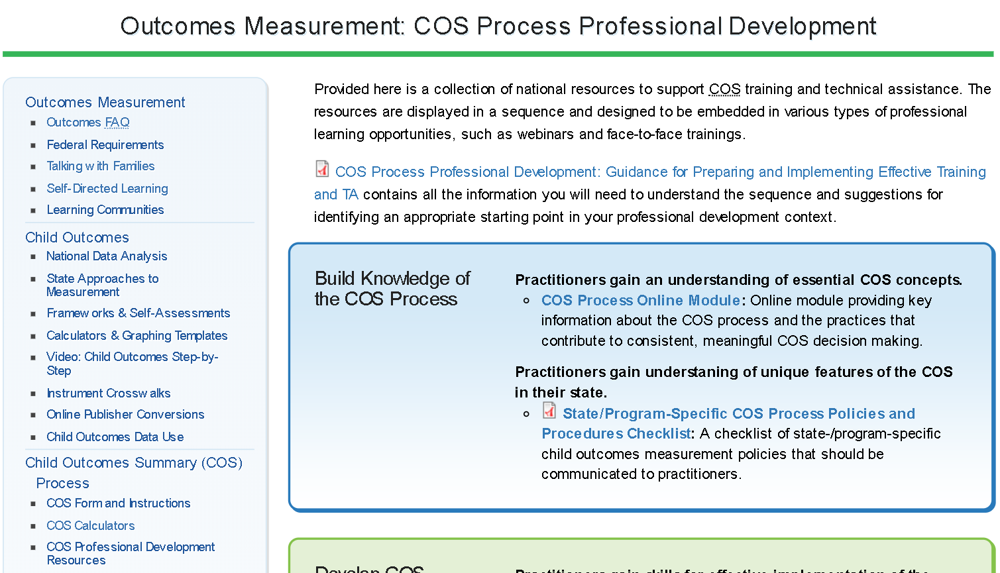 Outcomes Measurement: COS Process Professional Development
Outcomes Measurement
Outcomes FAQ
Federal Requirements
Talking with Families
Self-Directed Learning
Learning Communities
Child Outcomes
National Data Analysis
State Approaches to
Measurement
Frameworks & Self-Assessments
Calculators & Graphing Templates
Video: Child Outcomes Step-by-
Step
Instrument Crosswalks
Online Publisher Conversions
Child Outcomes Data Use
Child Outcomes Summary (COS)
Process
COS Form and Instructions
COS Calculators
COS Professional Development
Resources
Provided here is a collection of national resources to support COS training and technical assistance. The
resources are displayed in a sequence and designed to be embedded in various types of professional
learning opportunities, such as webinars and face-to-face trainings.
COS Process Professional Development: Guidance for Preparing and Implementing Effective Training
and TA contains all the information you will need to understand the sequence and suggestions for
identifying an appropriate starting point in your professional development context.
Build Knowledge of
the COS Process
Practitioners gain an understanding of essential COS concepts.
COS Process Online Module: Online module providing key
information about the COS process and the practices that
contribute to consistent, meaningful COS decision making.
Practitioners gain understaning of unique features of the COS
in their state.
State/Program-Specific COS Process Policies and
Procedures Checklist: A checklist of state-/program-specific
child outcomes measurement policies that should be
communicated to practitioners.
Develop COS
Practitioners gain skills for effective implementation of the